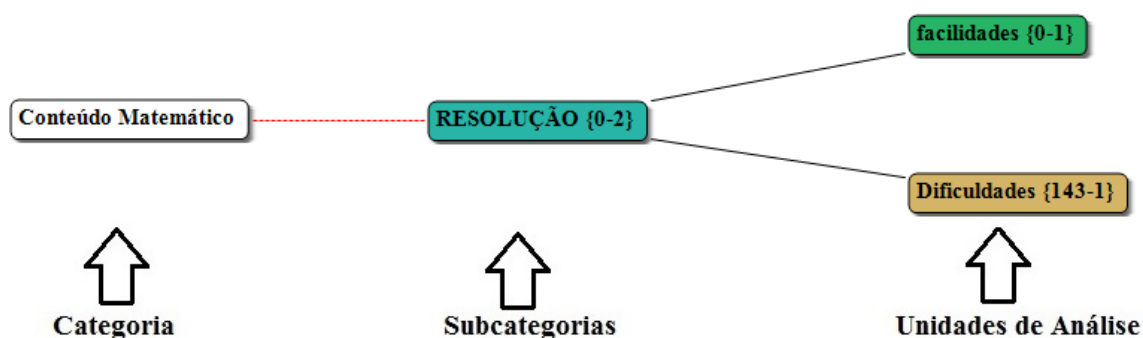 facilidades {0-1}
Conteúdo Matemático
RESOLUÇÃO {0-2}
Dificuldades {143-1}
Categoria
Subcategorias
Unidades de Análise